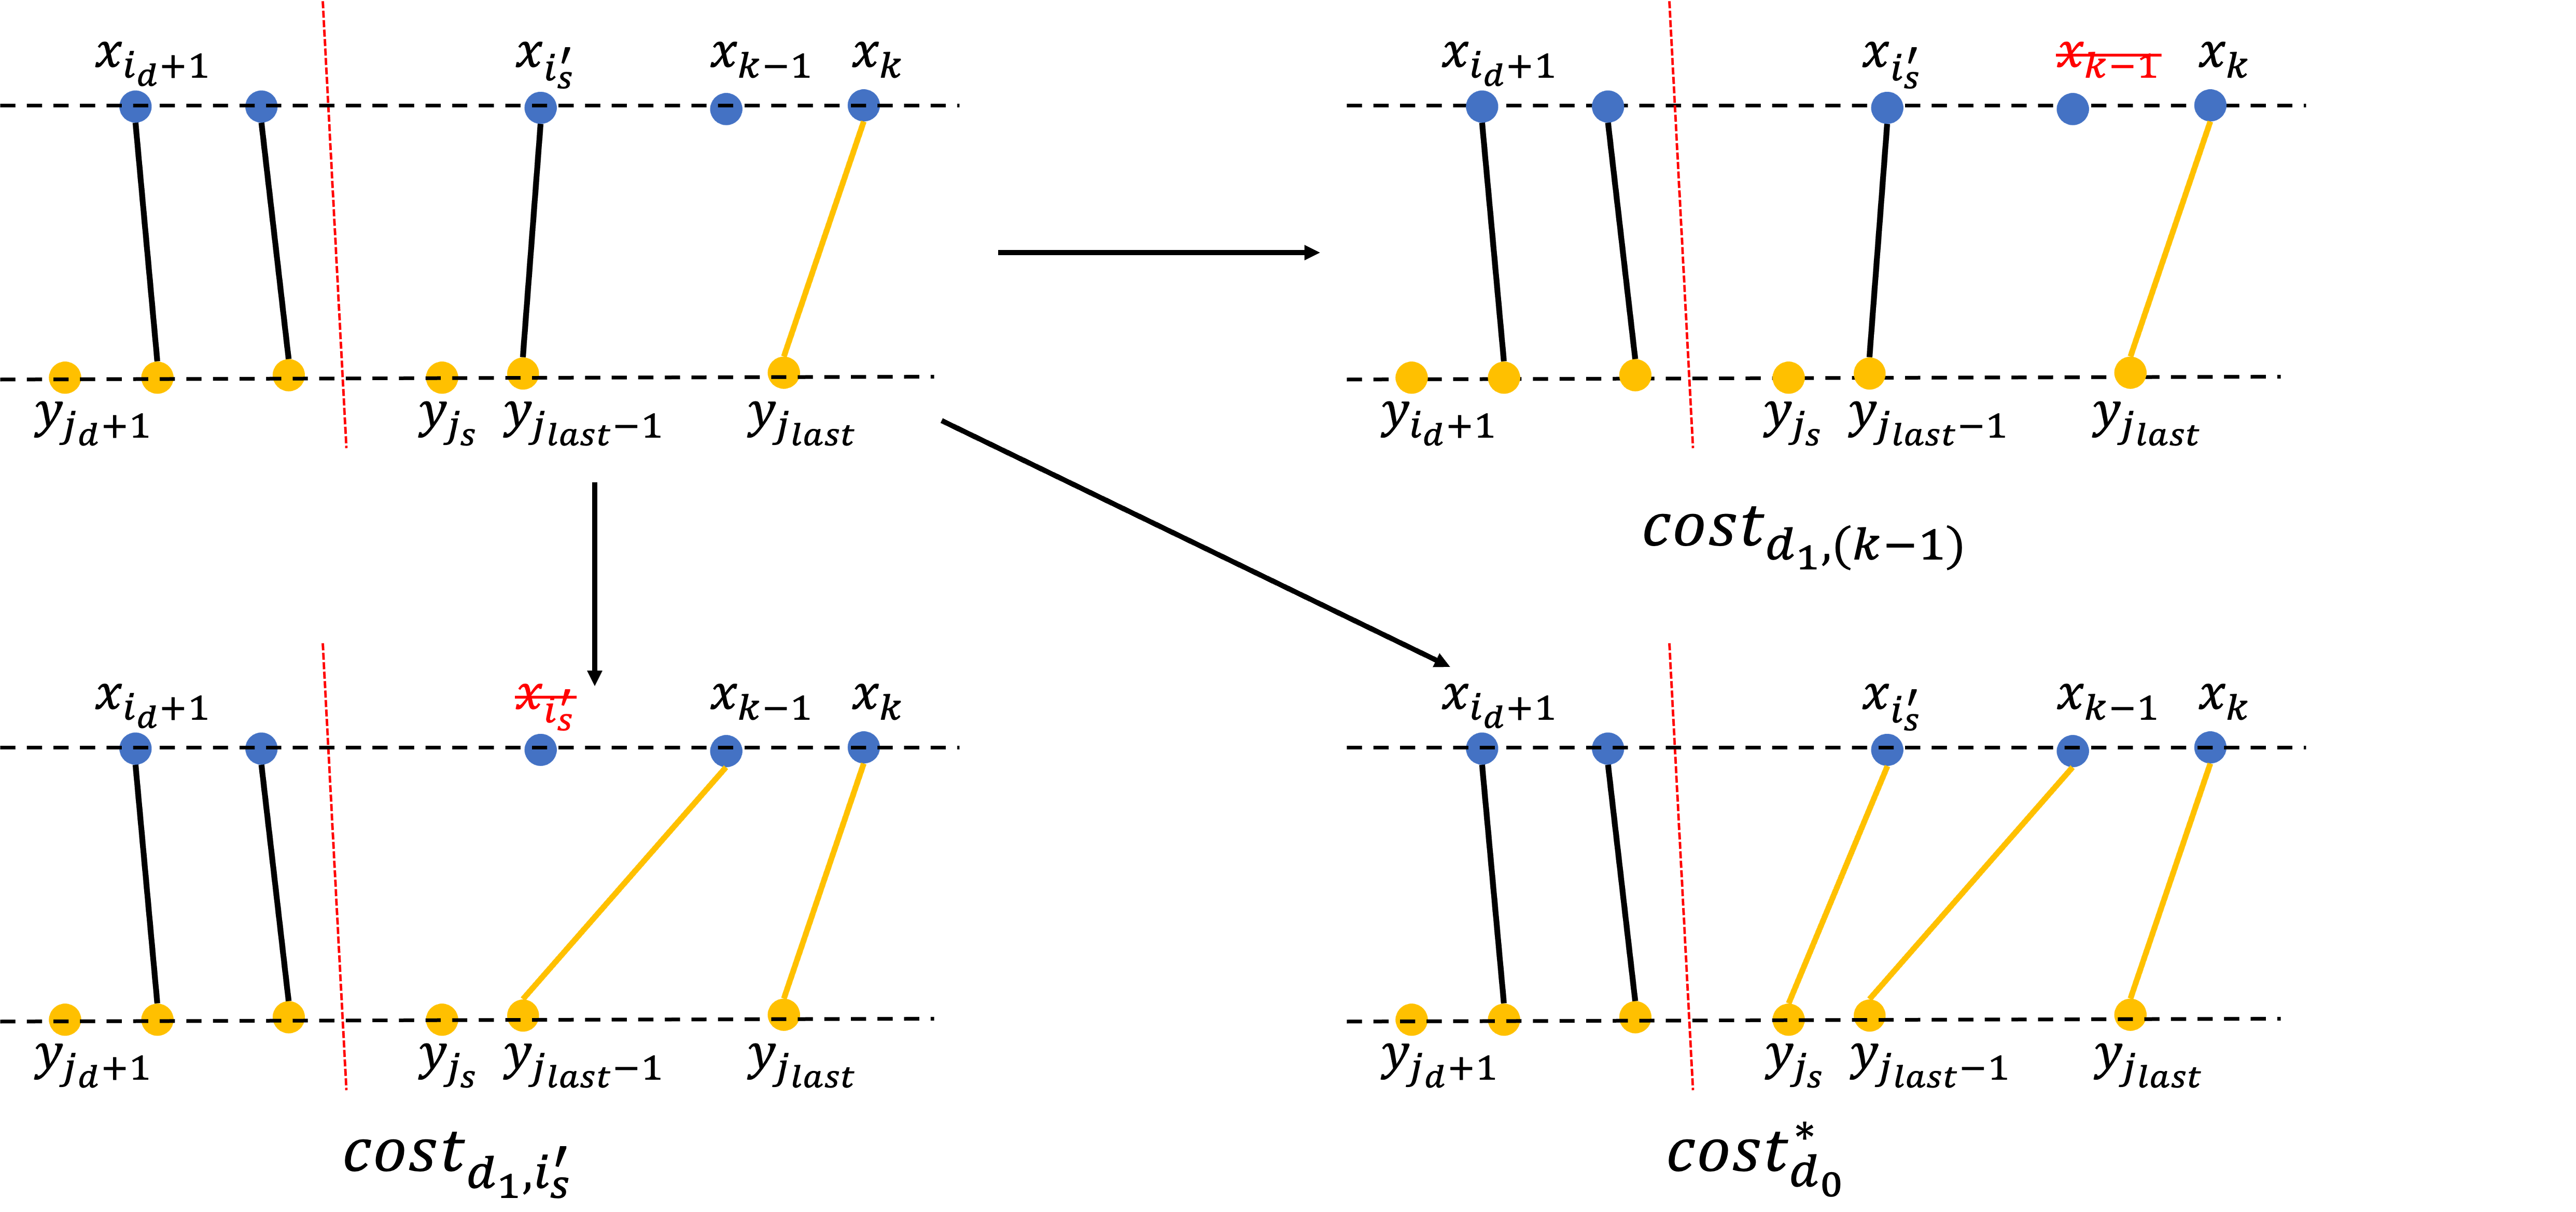 x_{i_d+1} x_{i'_s} x_{k-1} x_k
y_{j_d+1} y_{j_s} y_{j_{last}-1} y_{j_{last}}
x_{i_d+1} x_{i'_s} x_{k-1} x_k
y_{i_d+1} y_{j_s} y_{j_{last}-1} y_{j_{last}}
cost_{d_1,(k-1)}
x_{i_d+1} x_{i'_s} x_{k-1} x_k
y_{j_d+1} y_{j_s} y_{j_{last}-1} y_{j_{last}}
cost_{d_1,i'_s}
x_{i_d+1} x_{i'_s} x_{k-1} x_k
y_{j_d+1} y_{j_s} y_{j_{last}-1} y_{j_{last}}
cost^*_{d_0}